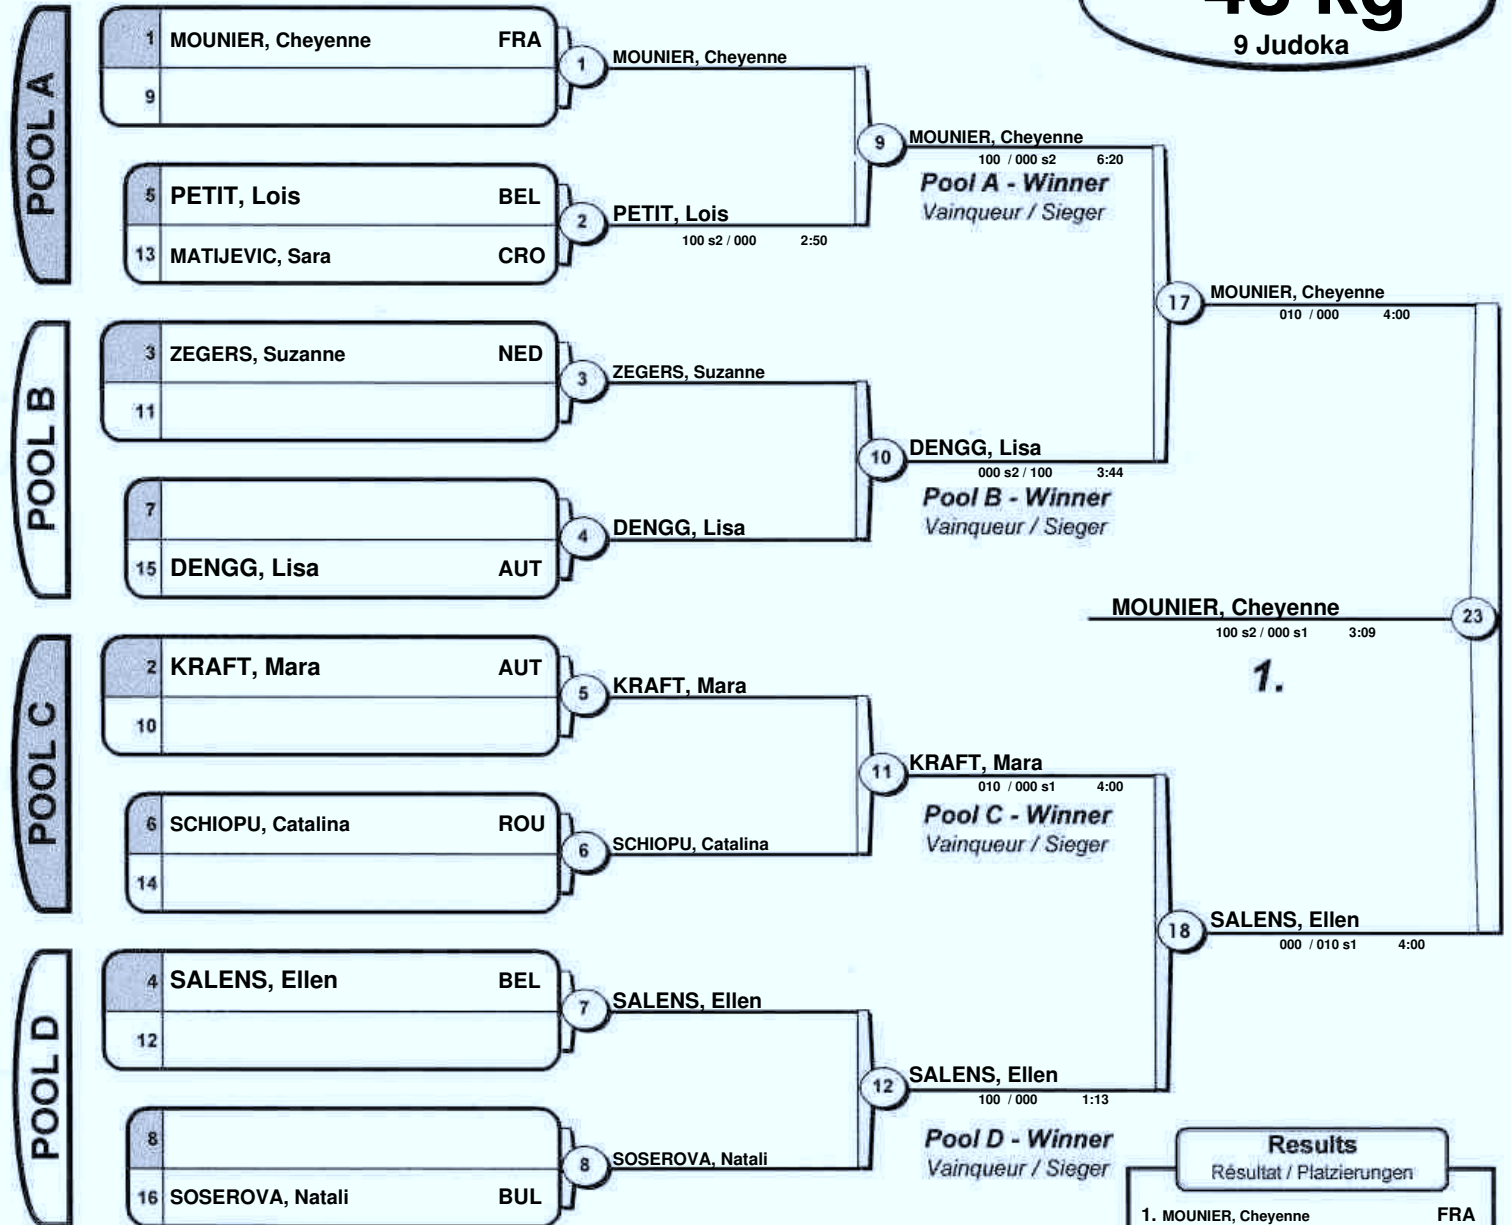 48 kg
9 Judoka
POOL A
1 MOUNIER, Cheyenne FRA
9
1 MOUNIER, Cheyenne
5 PETIT, Lois BEL
13 MATIJEVIC, Sara CRO
2 PETIT, Lois
100 s2 / 000 2:50
9 MOUNIER, Cheyenne
100 / 000 s2 6:20
Pool A - Winner
Vainqueur / Sieger
POOL B
3 ZEGERS, Suzanne NED
11
3 ZEGERS, Suzanne
7
15 DENGG, Lisa AUT
4 DENGG, Lisa
10 DENGG, Lisa
000 s2 / 100 3:44
Pool B - Winner
Vainqueur / Sieger
17 MOUNIER, Cheyenne
010 / 000 4:00
MOUNIER, Cheyenne 23
100 s2 / 000 s1 3:09
1.
POOL C
2 KRAFT, Mara AUT
10
5 KRAFT, Mara
6 SCHIOPU, Catalina ROU
14
6 SCHIOPU, Catalina
11 KRAFT, Mara
010 / 000 s1 4:00
Pool C - Winner
Vainqueur / Sieger
18 SALENS, Ellen
000 / 010 s1 4:00
POOL D
4 SALENS, Ellen BEL
12
7 SALENS, Ellen
8
16 SOSEROVA, Natali BUL
8 SOSEROVA, Natali
12 SALENS, Ellen
100 / 000 1:13
Pool D - Winner
Vainqueur / Sieger
Results
Résultat / Platzierungen
1. MOUNIER, Cheyenne FRA